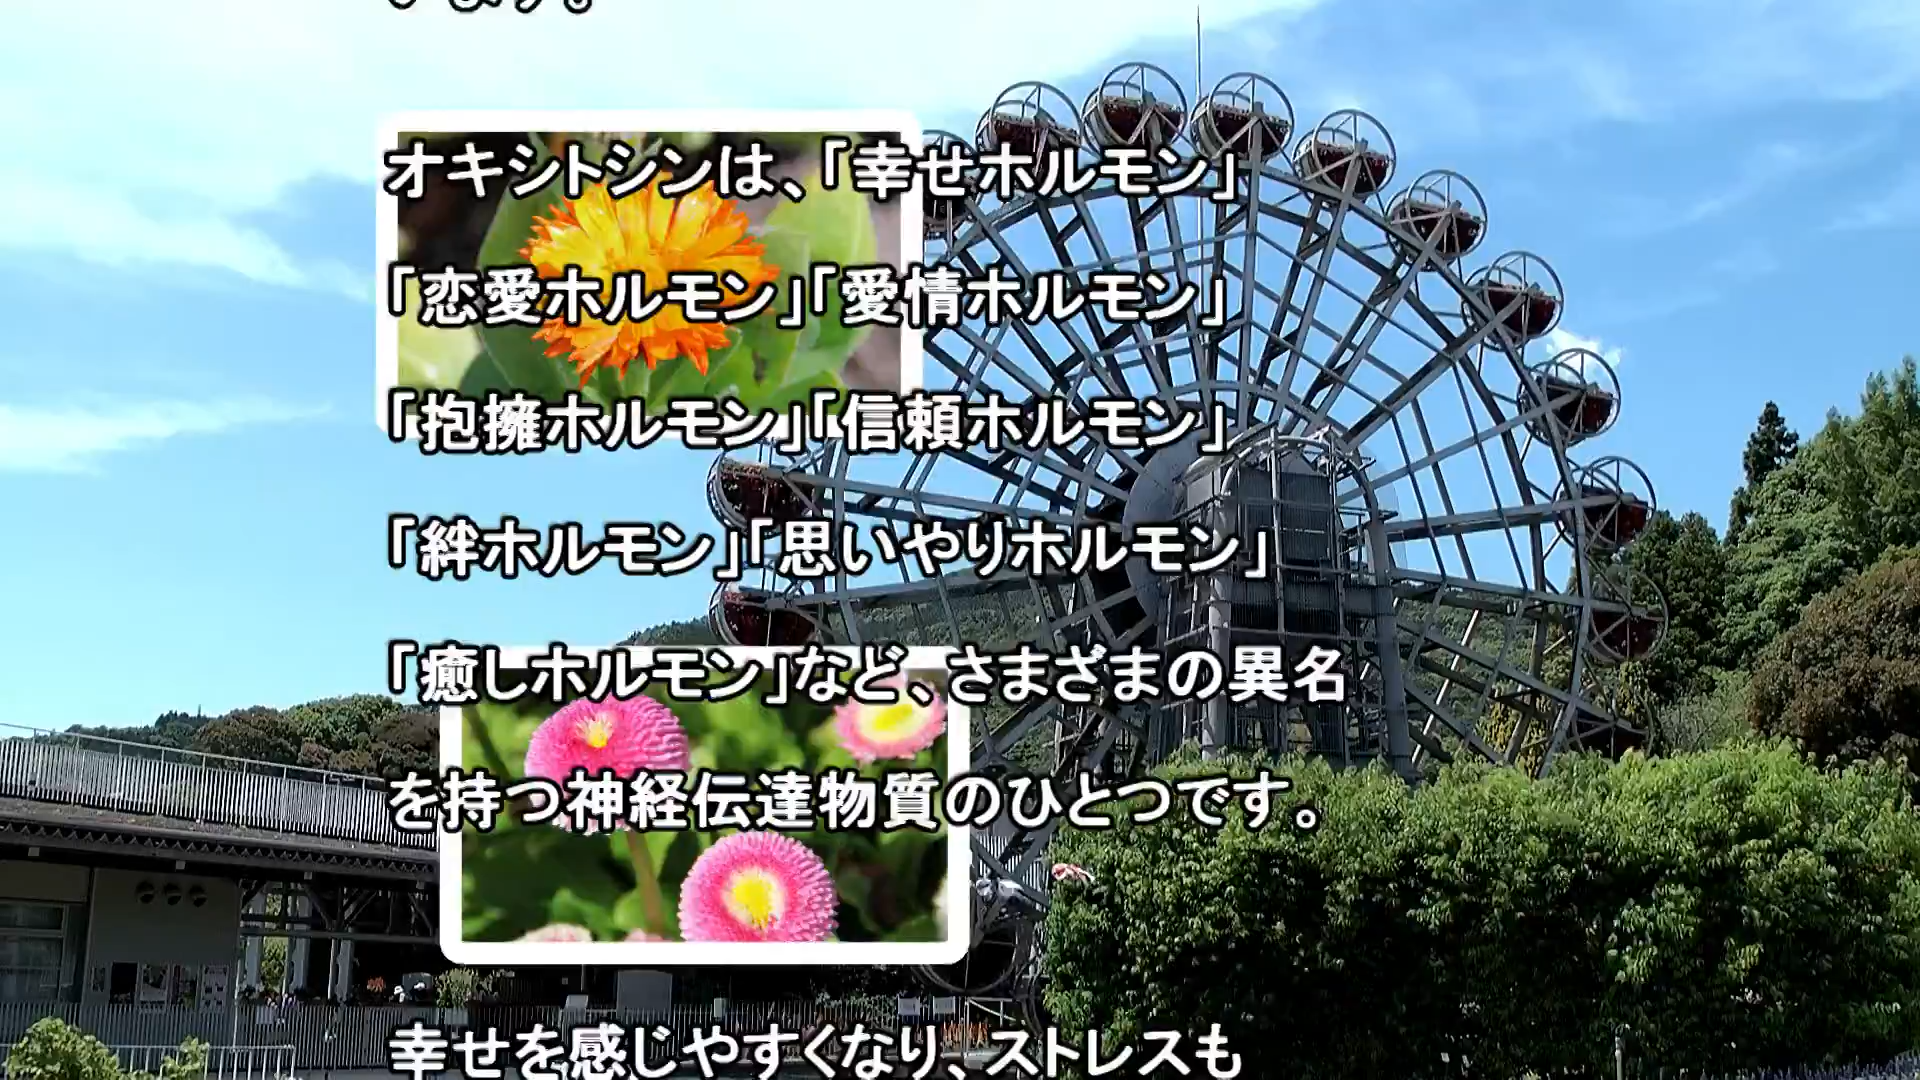 います。
オキシトシンは、「幸せホルモン」
「恋愛ホルモン」「愛情ホルモン」
「抱擁ホルモン」「信頼ホルモン」
「絆ホルモン」「思いやりホルモン」
「癒しホルモン」など、さまざまの異名
を持つ神経伝達物質のひとつです。
幸せを感じやすくなり、ストレスも